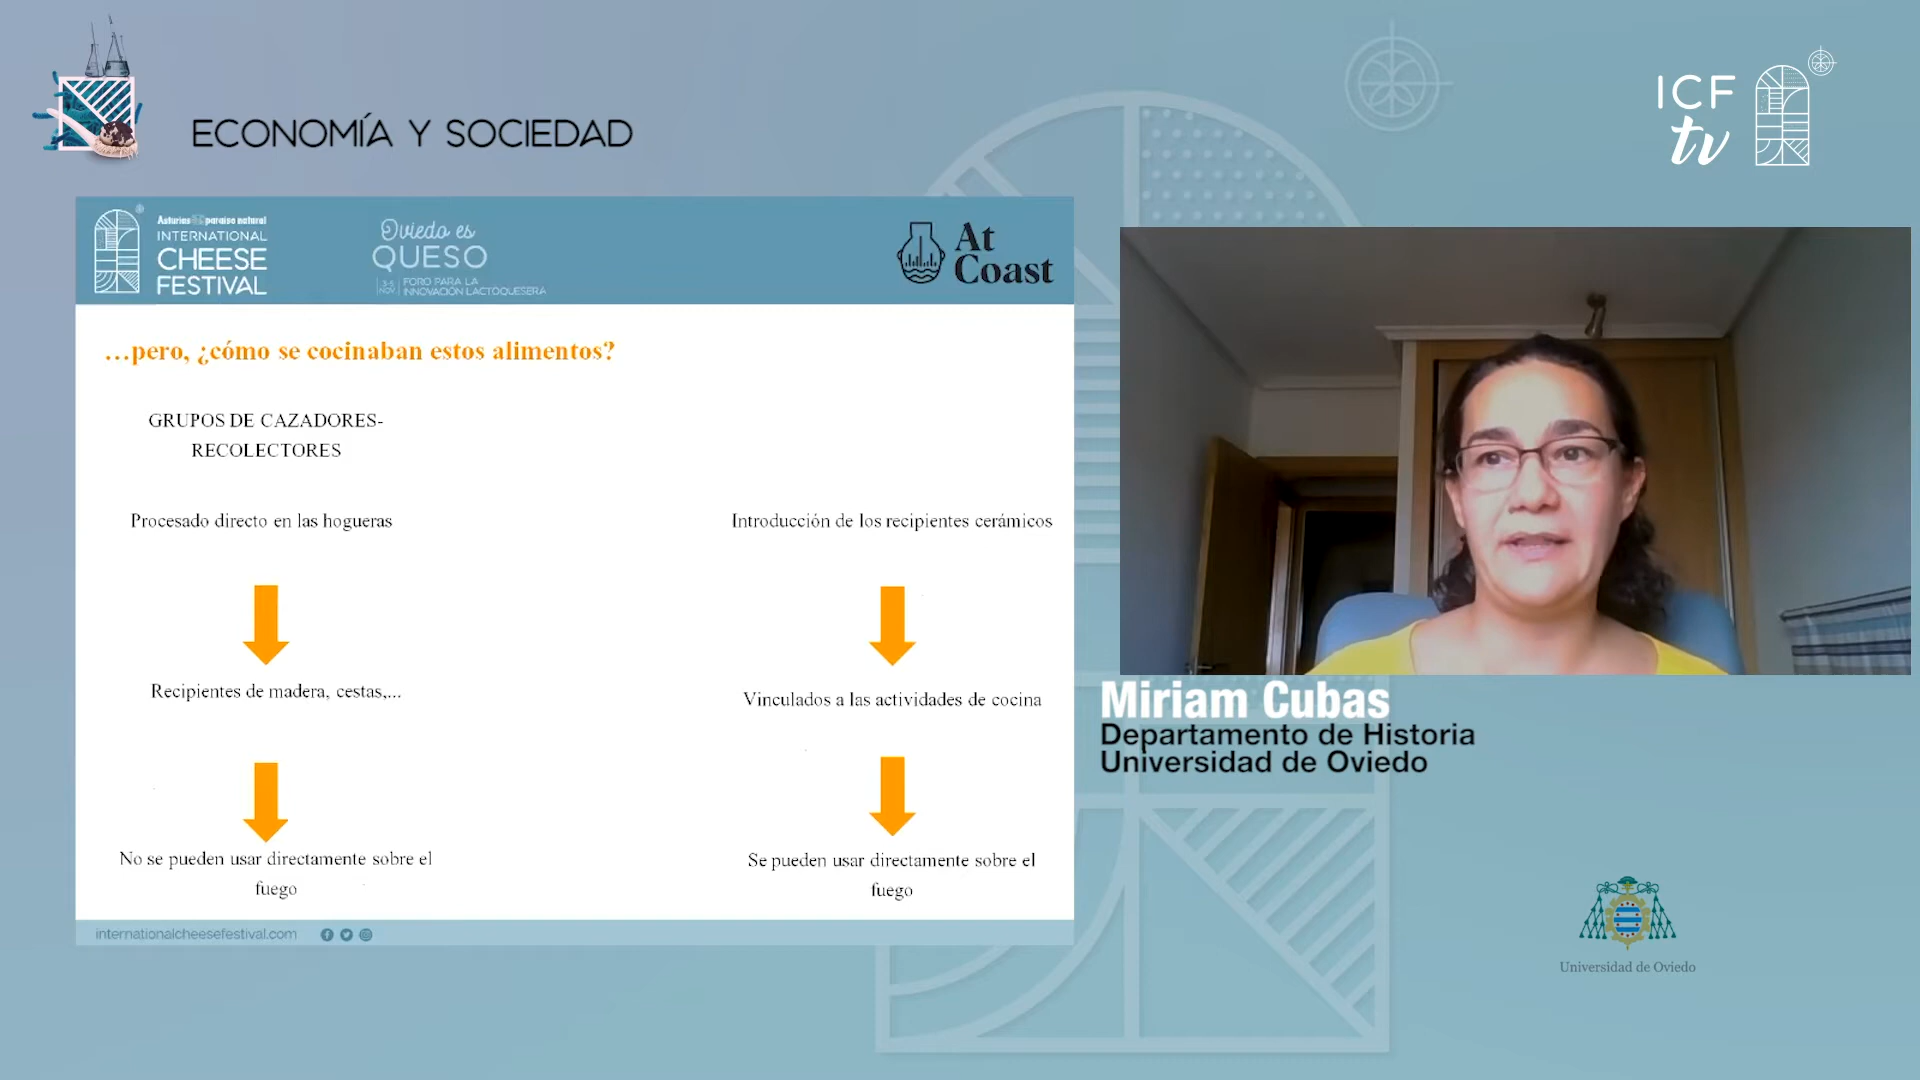 ECONOMÍA Y SOCIEDAD
ICF
tv
Asturias paraíso natural
INTERNATIONAL
CHEESE
FESTIVAL
Oviedo es
QUESO
3-5 NOV
FORO PARA LA
INNOVACIÓN LACTOQUESERA
At
Coast
…pero, ¿cómo se cocinaban estos alimentos?
GRUPOS DE CAZADORES-
RECOLECTORES
Procesado directo en las hogueras
Recipientes de madera, cestas,...
No se pueden usar directamente sobre el
fuego
Introducción de los recipientes cerámicos
Vinculados a las actividades de cocina
Se pueden usar directamente sobre el
fuego
internationalcheesefestival.com
Miriam Cubas
Departamento de Historia
Universidad de Oviedo
Universidad de Oviedo